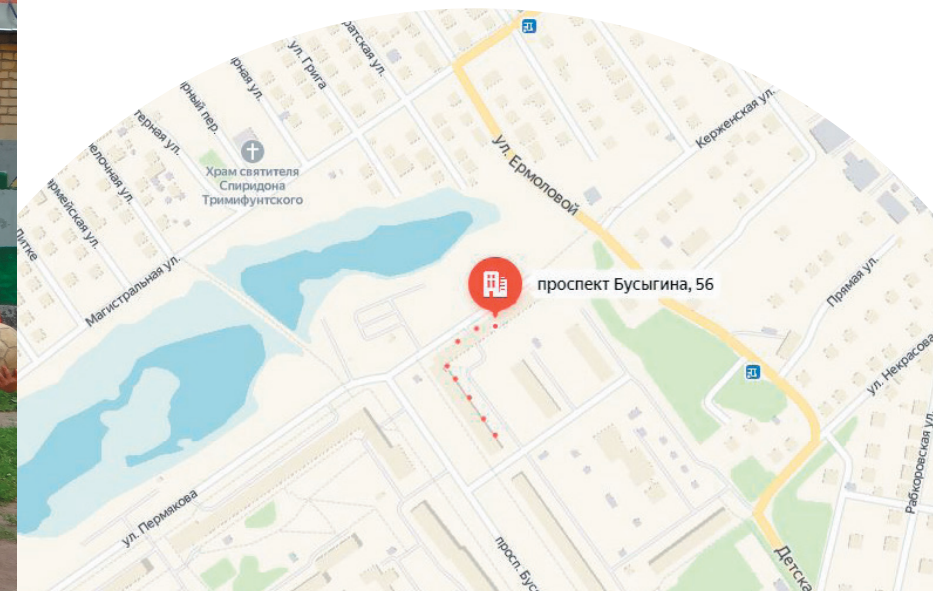 ул. Грига
Керженская ул.
ул. Ермоловой
Храм святителя
Спиридона
Тримифунтского
Магистральная ул.
проспект Бусыгина, 56
Прямая ул.
ул. Некрасова
Рабкоровская ул.
ул. Пермякова
просп. Бус
Детска